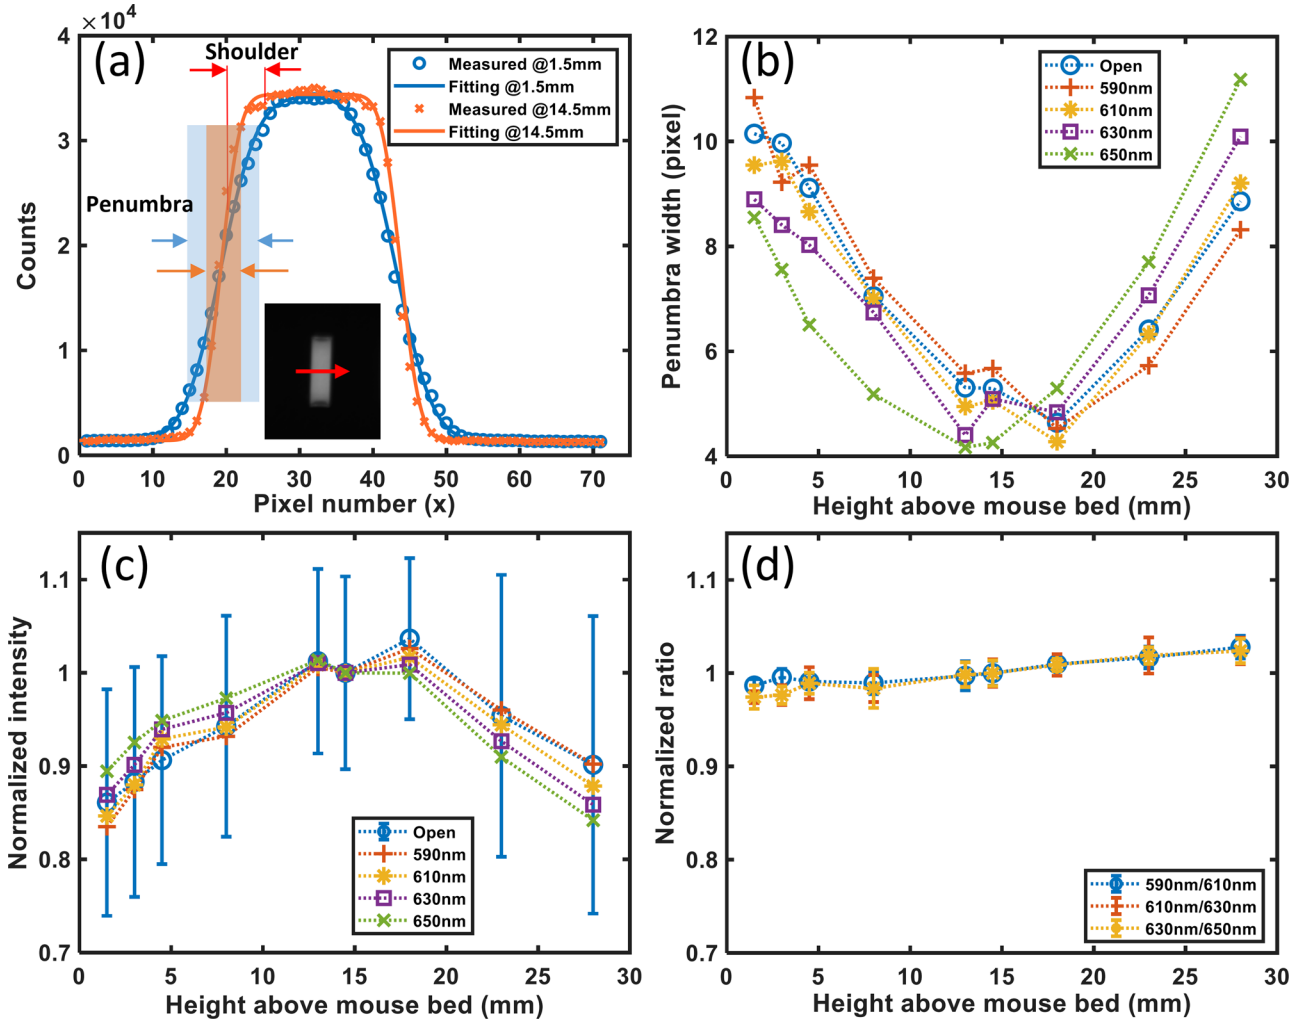 ×10⁴
(a)
Shoulder
Penumbra
Measured @1.5mm
Fitting @1.5mm
Measured @14.5mm
Fitting @14.5mm
4
3
2
1
0
Counts
0 10 20 30 40 50 60 70
Pixel number (x)
(b)
Open
590nm
610nm
630nm
650nm
12
10
8
6
4
Penumbra width (pixel)
0 5 10 15 20 25 30
Height above mouse bed (mm)
(c)
1.1
1
0.9
0.8
0.7
Normalized intensity
Open
590nm
610nm
630nm
650nm
0 5 10 15 20 25 30
Height above mouse bed (mm)
(d)
1.1
1
0.9
0.8
0.7
Normalized ratio
590nm/610nm
610nm/630nm
630nm/650nm
0 5 10 15 20 25 30
Height above mouse bed (mm)